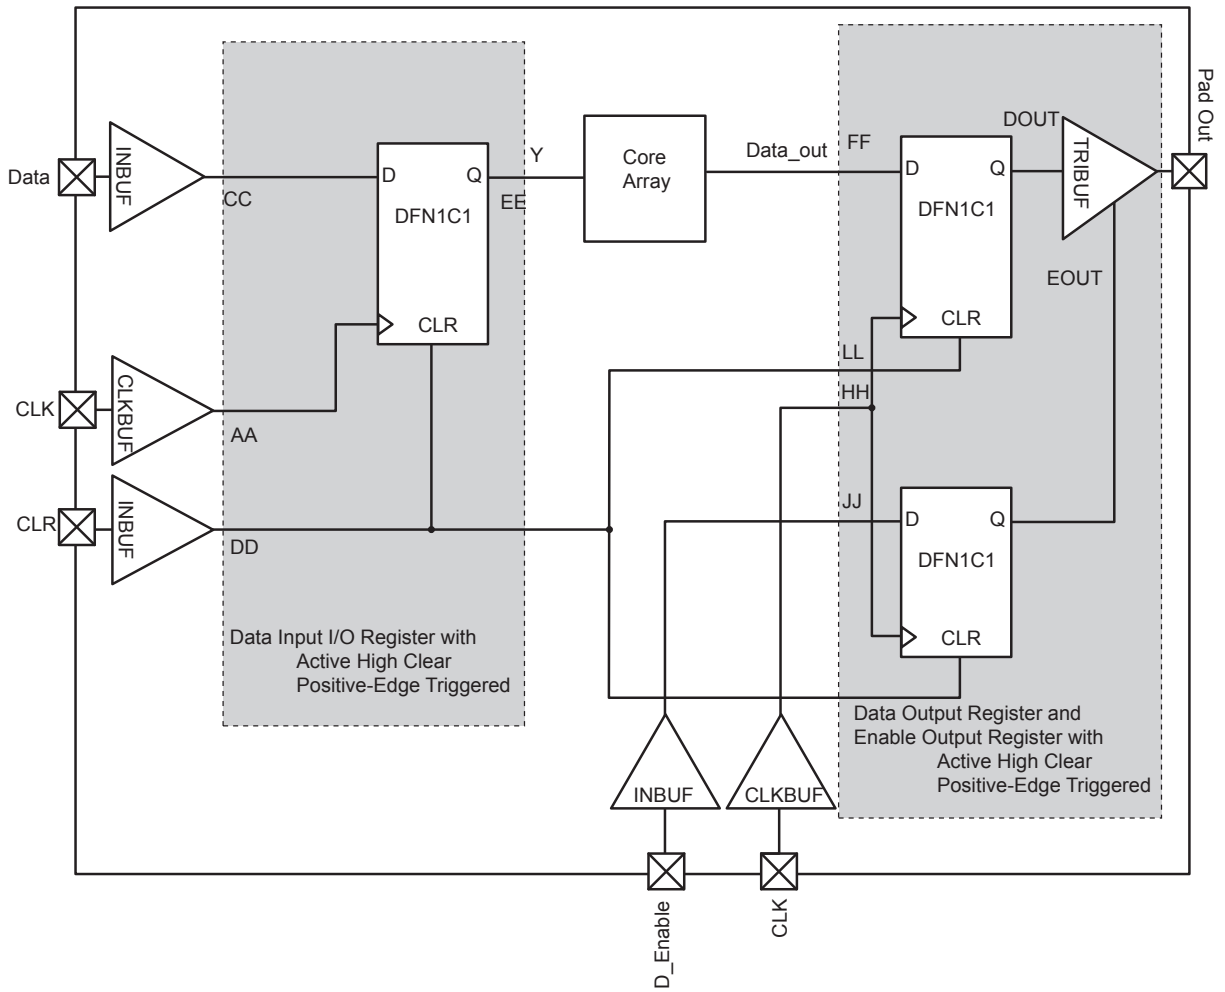 Pad Out
DOUT
Data
INBUF
CC
D
Q
DFN1C1
CLR
Y
EE
Core
Array
Data_out
FF
D
Q
DFN1C1
CLR
TRIBUF
EOUT
LL
HH
CLK
CLKBUF
AA
CLR
INBUF
DD
JJ
D
Q
DFN1C1
CLR
Data Input I/O Register with
Active High Clear
Positive-Edge Triggered
Data Output Register and
Enable Output Register with
Active High Clear
Positive-Edge Triggered
INBUF
CLKBUF
D_Enable
CLK